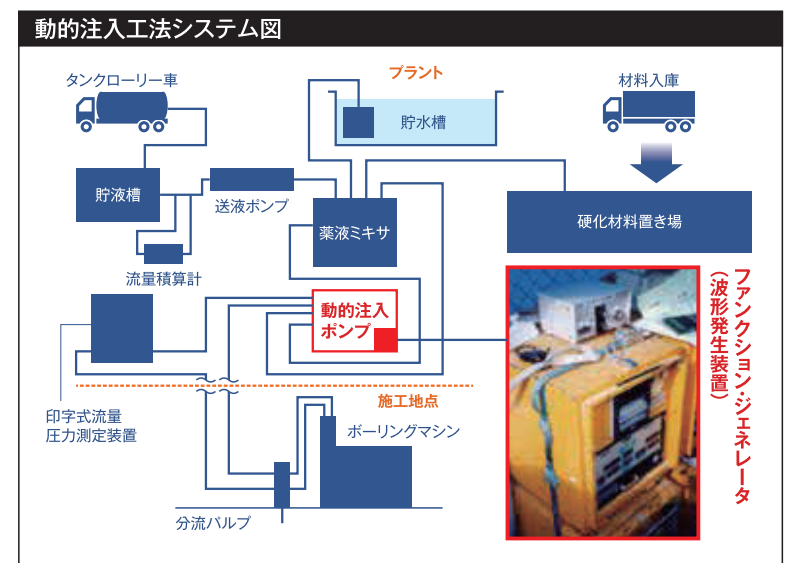 動的注入工法システム図
タンクローリー車
プラント
材料入庫
貯水槽
貯液槽
送液ポンプ
薬液ミキサ
硬化材料置き場
流量積算計
動的注入
ポンプ
ファンクション・ジェネレータ
（波形発生装置）
施工地点
印字式流量
圧力測定装置
ボーリングマシン
分流バルブ